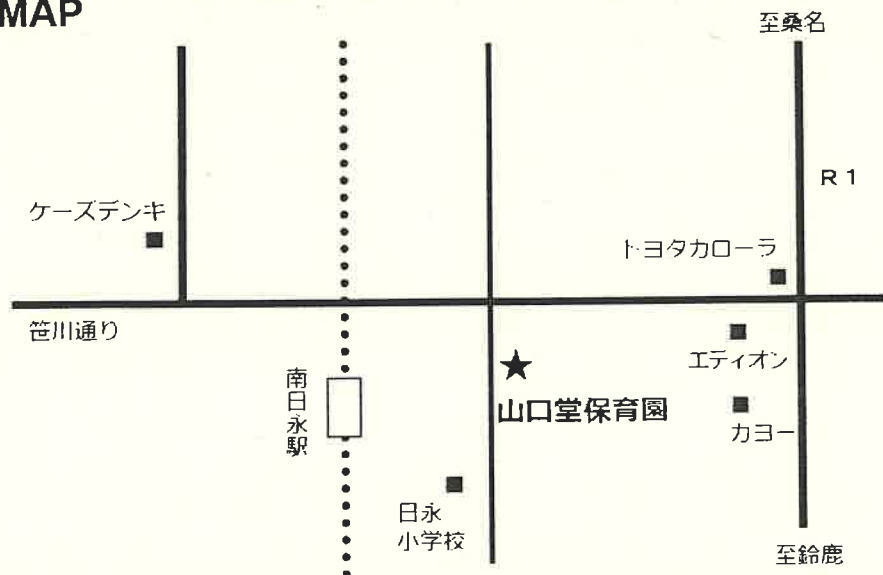 MAP
至桑名
R1
ケーズデンキ
トヨタカローラ
笹川通り
エディオン
南日永駅
山口堂保育園
カヨー
日永
小学校
至鈴鹿